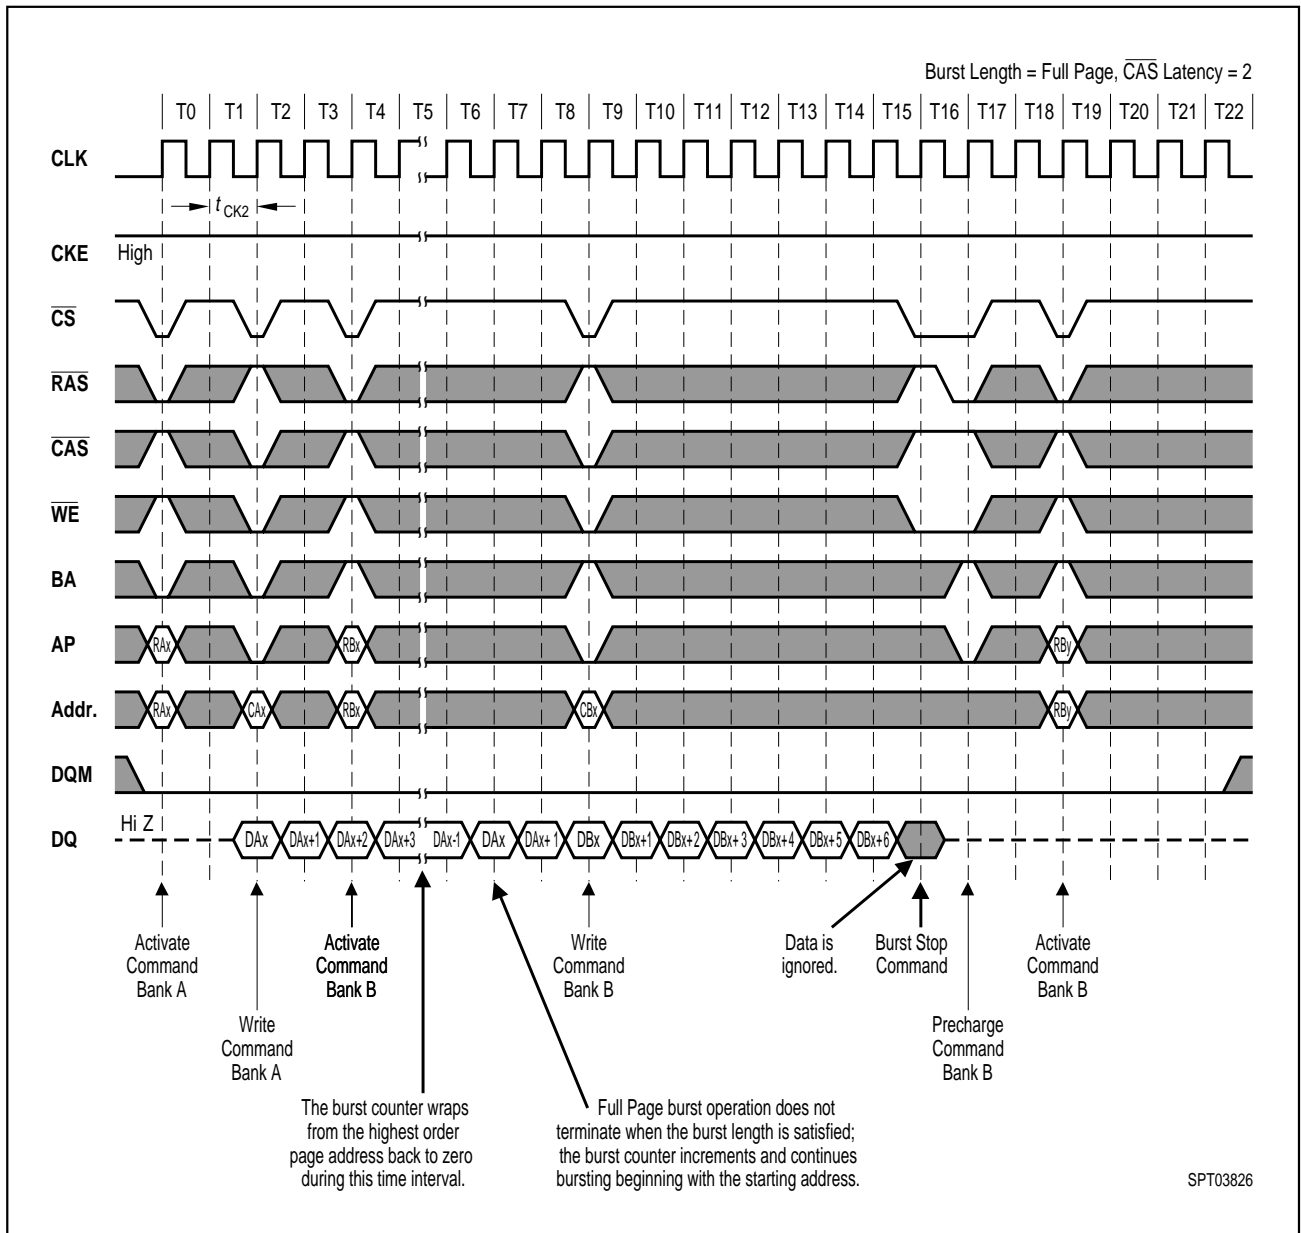 Burst Length = Full Page, CAS Latency = 2
T0 T1 T2 T3 T4 T5 T6 T7 T8 T9 T10 T11 T12 T13 T14 T15 T16 T17 T18 T19 T20 T21 T22
CLK
t CK2
CKE High
CS
RAS
CAS
WE
BA
AP RAx RBx RBy
Addr. RAx CAx RBx CBx RBy
DQM
DQ Hi Z DAx DAx+1 DAx+2 DAx+3 DAx-1 DAx DAx+1 DBx DBx+1 DBx+2 DBx+3 DBx+4 DBx+5 DBx+6
Activate
Command
Bank A
Write
Command
Bank A
Activate
Command
Bank B
Write
Command
Bank B
Data is
ignored.
Burst Stop
Command
Precharge
Command
Bank B
Activate
Command
Bank B
The burst counter wraps
from the highest order
page address back to zero
during this time interval.
Full Page burst operation does not
terminate when the burst length is satisfied;
the burst counter increments and continues
bursting beginning with the starting address.
SPT03826